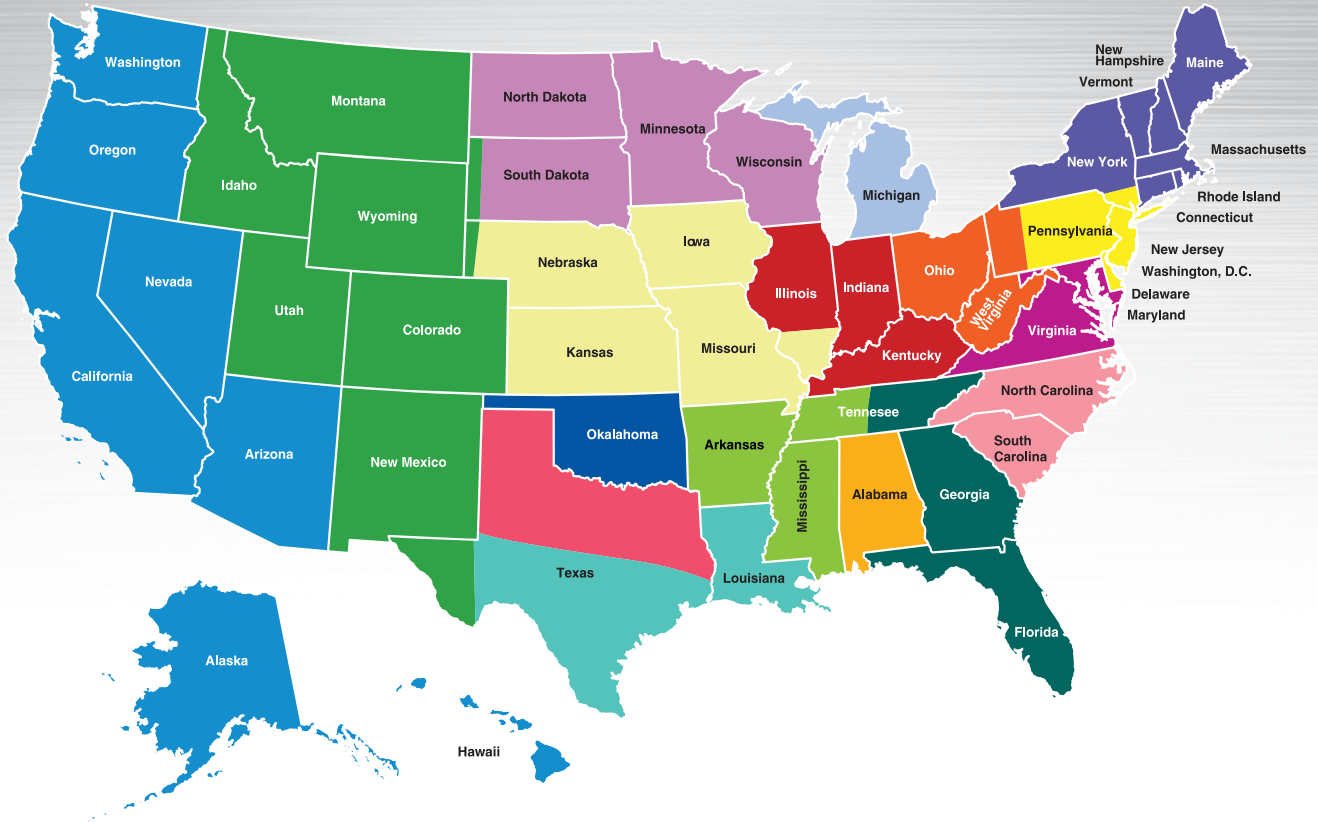 Washington
Oregon
California
Nevada
Idaho
Montana
Wyoming
Utah
Colorado
Arizona
New Mexico
North Dakota
South Dakota
Nebraska
Kansas
Okalahoma
Texas
Minnesota
Iowa
Missouri
Arkansas
Louisiana
Wisconsin
Illinois
Michigan
Indiana
Ohio
Kentucky
Tennesee
Mississippi
Alabama
Georgia
Florida
South
Carolina
North Carolina
Virginia
West
Virginia
Pennsylvania
New York
Vermont
New
Hampshire
Maine
Massachusetts
Rhode Island
Connecticut
New Jersey
Washington, D.C.
Delaware
Maryland
Alaska
Hawaii